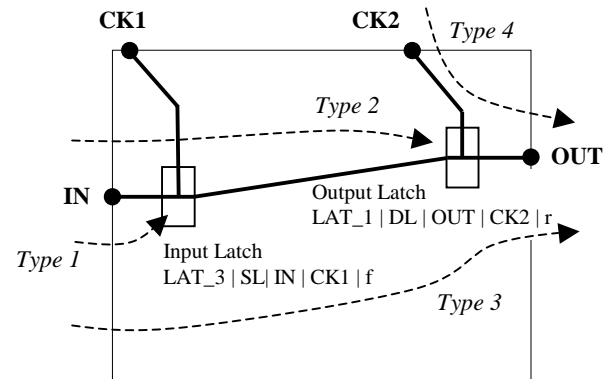 CK1
CK2
Type 4
Type 2
OUT
IN
Output Latch
LAT_1 | DL | OUT | CK2 | r
Type 1
Input Latch
LAT_3 | SL| IN | CK1 | f
Type 3